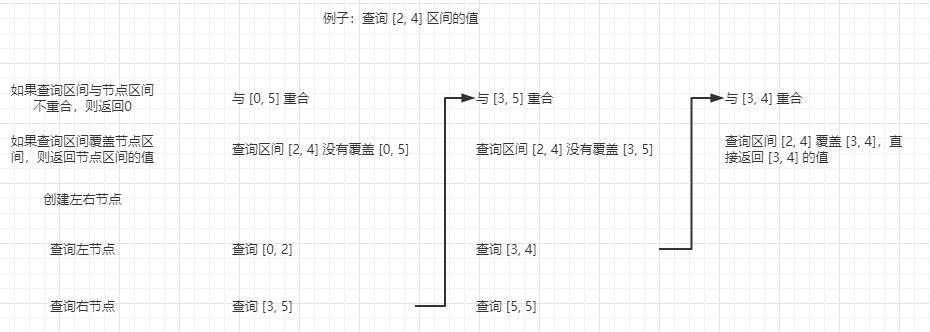 例子：查询 [2, 4] 区间的值
如果查询区间与节点区间
不重合，则返回0
与 [0, 5] 重合
与 [3, 5] 重合
与 [3, 4] 重合
如果查询区间覆盖节点区
间，则返回节点区间的值
查询区间 [2, 4] 没有覆盖 [0, 5]
查询区间 [2, 4] 没有覆盖 [3, 5]
查询区间 [2, 4] 覆盖 [3, 4]，直
接返回 [3, 4] 的值
创建左右节点
查询左节点
查询 [0, 2]
查询 [3, 4]
查询右节点
查询 [3, 5]
查询 [5, 5]